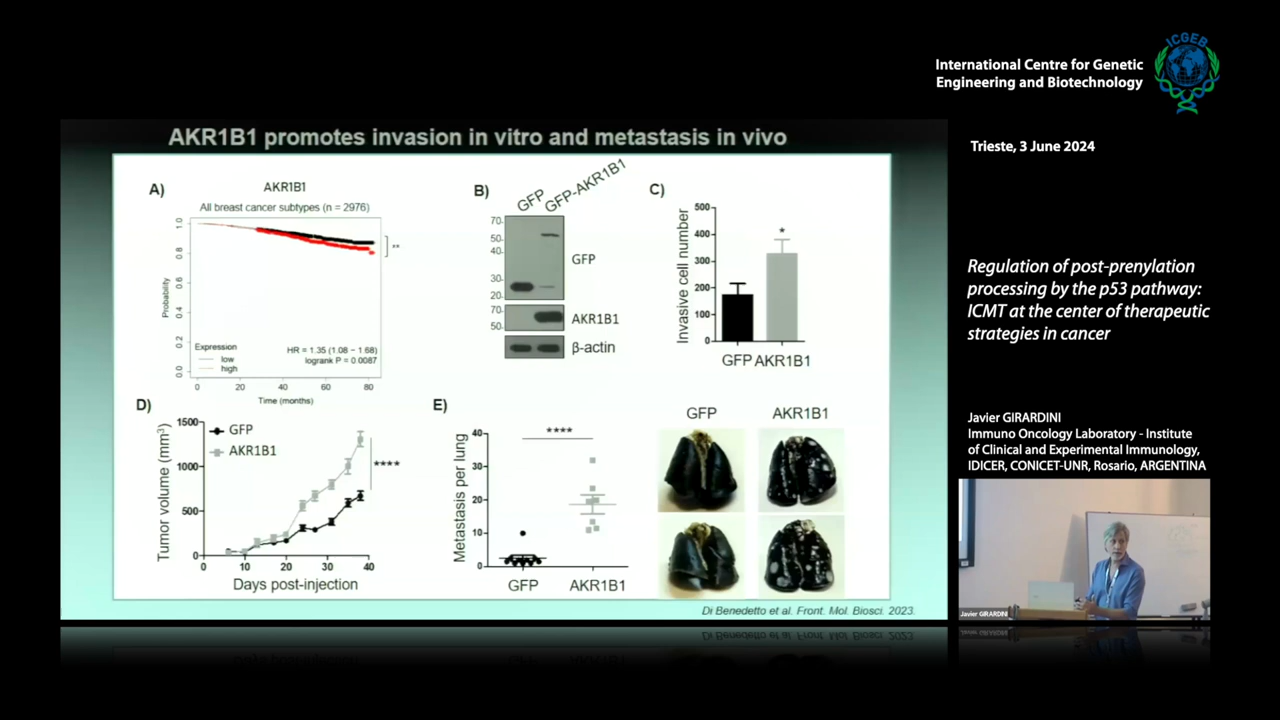 International Centre for Genetic
Engineering and Biotechnology
ICGEB
Trieste, 3 June 2024
AKR1B1 promotes invasion in vitro and metastasis in vivo
A)
AKR1B1
All breast cancer subtypes (n = 2976)
Probability
1.0
0.8
0.6
0.4
0.2
0.0
**
Expression
low
high
HR = 1.35 (1.08 − 1.68)
logrank P = 0.0087
0 20 40 60 80
Time (months)
B)
GFP
GFP-AKR1B1
70
50
40
30
20
GFP
70
50
AKR1B1
β-actin
C)
Invasive cell number
500
400
300
200
100
0
*
GFP AKR1B1
D)
Tumor volume (mm³)
1500
1000
500
0
GFP
AKR1B1
****
0 10 20 30 40
Days post-injection
E)
Metastasis per lung
40
30
20
10
0
****
GFP AKR1B1
GFP AKR1B1
Di Benedetto et al. Front. Mol. Biosci. 2023.
Regulation of post-prenylation
processing by the p53 pathway:
ICMT at the center of therapeutic
strategies in cancer
Javier GIRARDINI
Immuno Oncology Laboratory - Institute
of Clinical and Experimental Immunology,
IDICER, CONICET-UNR, Rosario, ARGENTINA
Javier GIRARDINI